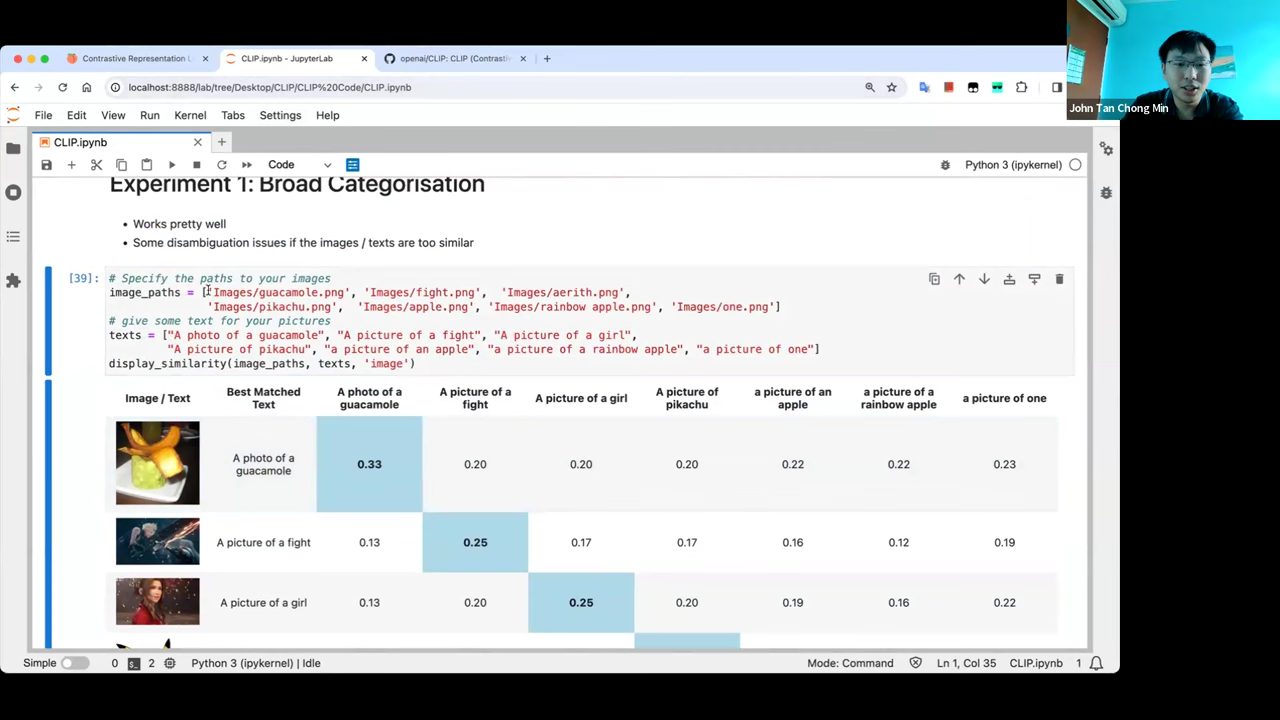 John Tan Chong Min
Contrastive Representation L
CLIP.ipynb - JupyterLab
openai/CLIP: CLIP (Contrasti
localhost:8888/lab/tree/Desktop/CLIP/CLIP%20Code/CLIP.ipynb
File Edit View Run Kernel Tabs Settings Help
CLIP.ipynb
Code
Python 3 (ipykernel)
Experiment 1: Broad Categorisation
• Works pretty well
• Some disambiguation issues if the images / texts are too similar
[39]: # Specify the paths to your images
image_paths = ['Images/guacamole.png', 'Images/fight.png', 'Images/aerith.png',
'Images/pikachu.png', 'Images/apple.png', 'Images/rainbow apple.png', 'Images/one.png']
# give some text for your pictures
texts = ["A photo of a guacamole", "A picture of a fight", "A picture of a girl",
"A picture of pikachu", "a picture of an apple", "a picture of a rainbow apple", "a picture of one"]
display_similarity(image_paths, texts, 'image')
Image / Text Best Matched Text A photo of a guacamole A picture of a fight A picture of a girl A picture of pikachu a picture of an apple a picture of a rainbow apple a picture of one
A photo of a guacamole 0.33 0.20 0.20 0.20 0.22 0.22 0.23
A picture of a fight 0.13 0.25 0.17 0.17 0.16 0.12 0.19
A picture of a girl 0.13 0.20 0.25 0.20 0.19 0.16 0.22
Simple 0 2 Python 3 (ipykernel) | Idle Mode: Command Ln 1, Col 35 CLIP.ipynb 1